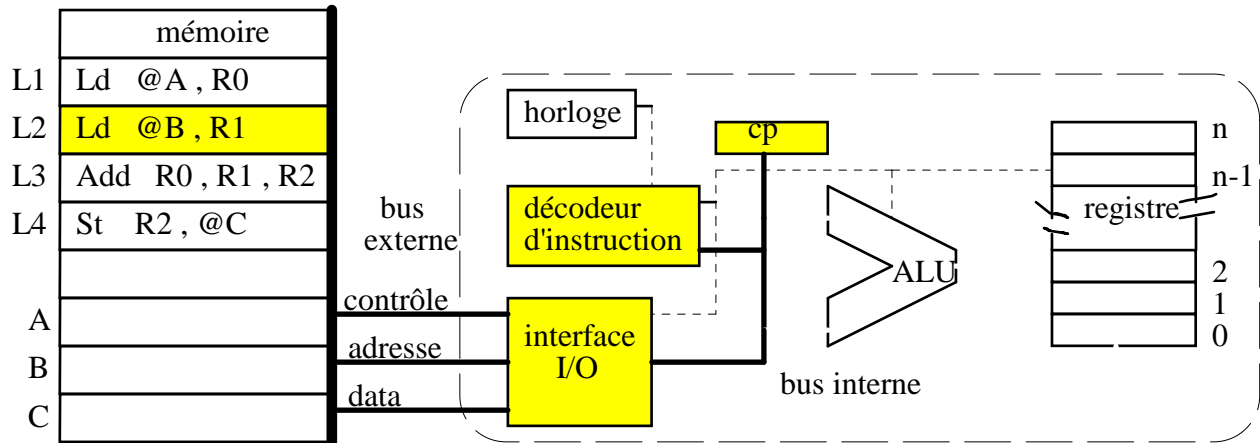 mémoire
L1 Ld @A , R0
L2 Ld @B , R1
L3 Add R0 , R1 , R2
L4 St R2 , @C
A
B
C
bus
externe
contrôle
adresse
data
horloge
décodeur
d'instruction
interface
I/O
cp
ALU
bus interne
registre
n
n-1
2
1
0